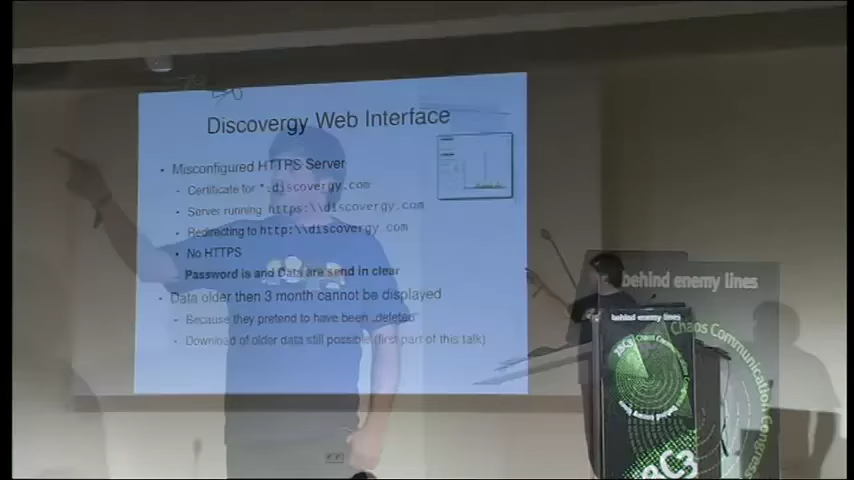 Discovergy Web Interface
• Misconfigured HTTPS Server
- Certificate for *.discovergy.com
- Server running https:\\discovergy.com
- Redirecting to http:\\discovergy.com
• No HTTPS
Password is and Data are send in clear
• Data older then 3 month cannot be displayed
- Because they pretend to have been „deleted“
- Download of older data still possible (first part of this talk)
behind enemy lines
behind enemy lines
Chaos Communication Congress
28C3
28C3